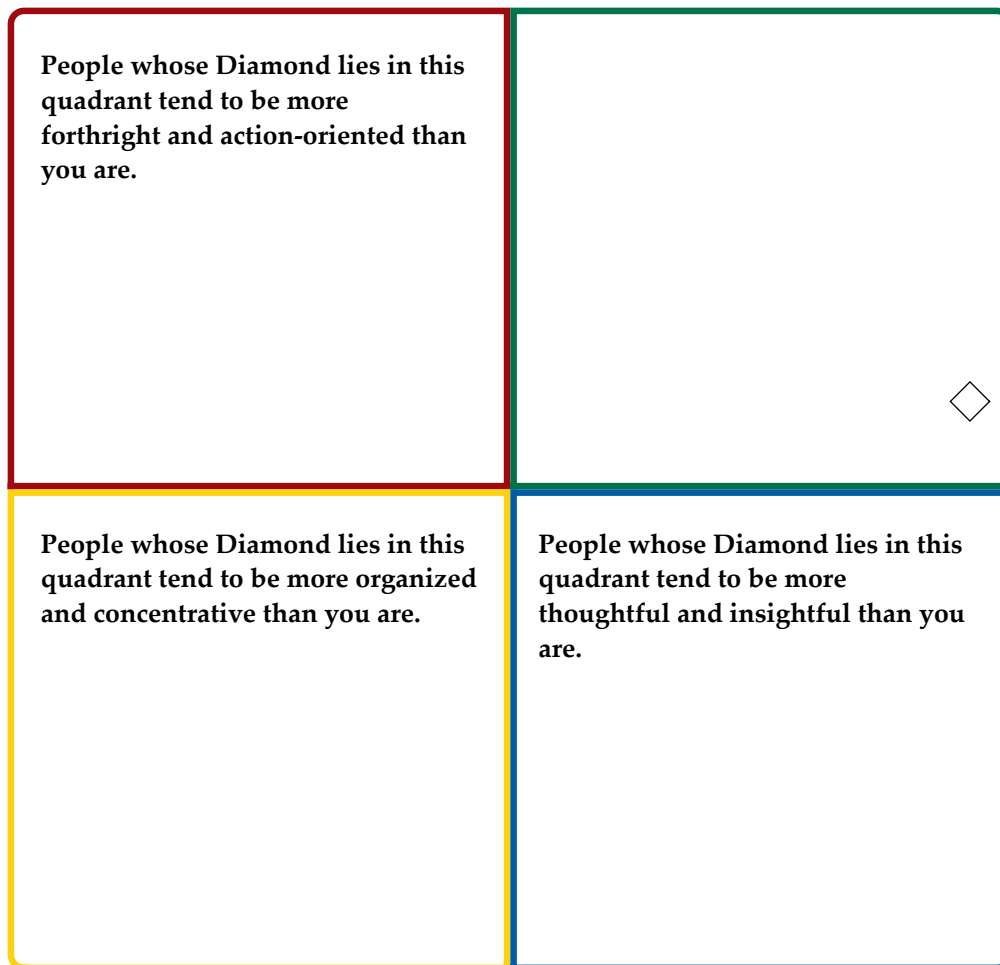 People whose Diamond lies in this
quadrant tend to be more
forthright and action-oriented than
you are.
People whose Diamond lies in this
quadrant tend to be more organized
and concentrative than you are.
People whose Diamond lies in this
quadrant tend to be more
thoughtful and insightful than you
are.